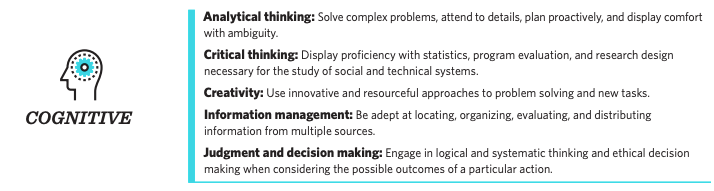 COGNITIVE
Analytical thinking: Solve complex problems, attend to details, plan proactively, and display comfort
with ambiguity.
Critical thinking: Display proficiency with statistics, program evaluation, and research design
necessary for the study of social and technical systems.
Creativity: Use innovative and resourceful approaches to problem solving and new tasks.
Information management: Be adept at locating, organizing, evaluating, and distributing
information from multiple sources.
Judgment and decision making: Engage in logical and systematic thinking and ethical decision
making when considering the possible outcomes of a particular action.